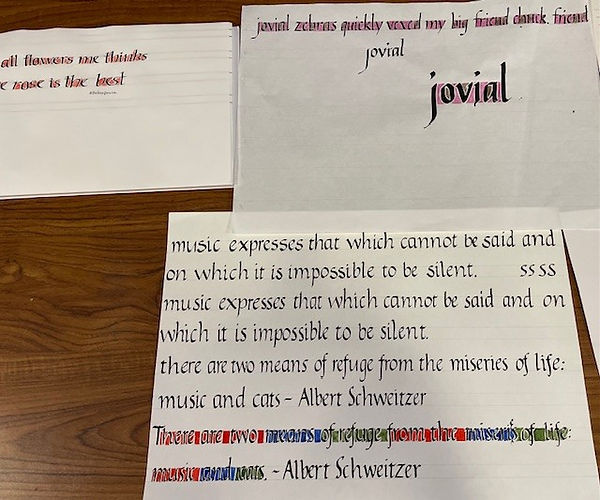 all flowers me thinks
rose is the best
jovial zebras quickly vexed my big friend chuck. friend
jovial
jovial
music expresses that which cannot be said and
on which it is impossible to be silent. ss ss
music expresses that which cannot be said and on
which it is impossible to be silent.
there are two means of refuge from the miseries of life:
music and cats - Albert Schweitzer
There are two means of refuge from the miseries of life:
music and cats. - Albert Schweitzer